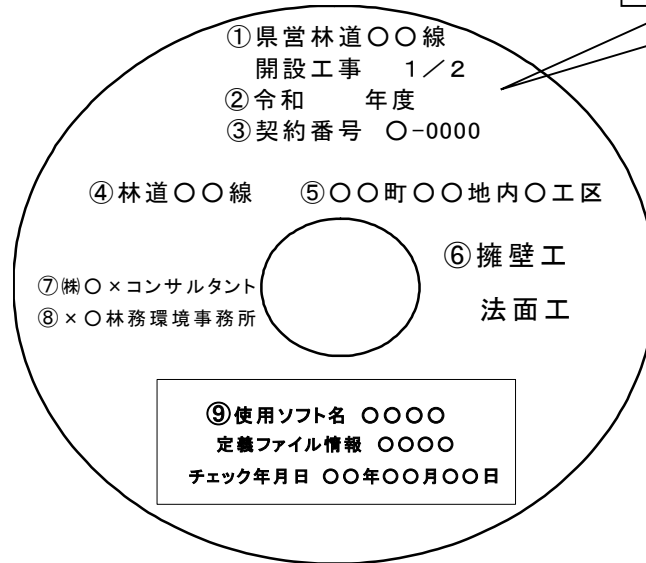 ①県営林道○○線
開設工事　1／2
②令和　　年度
③契約番号　○-0000
④林道○○線　⑤○○町○○地内○工区
⑥擁壁工
法面工
⑦㈱○×コンサルタント
⑧×○林務環境事務所
⑨使用ソフト名　○○○○
定義ファイル情報　○○○○
チェック年月日　○○年○○月○○日